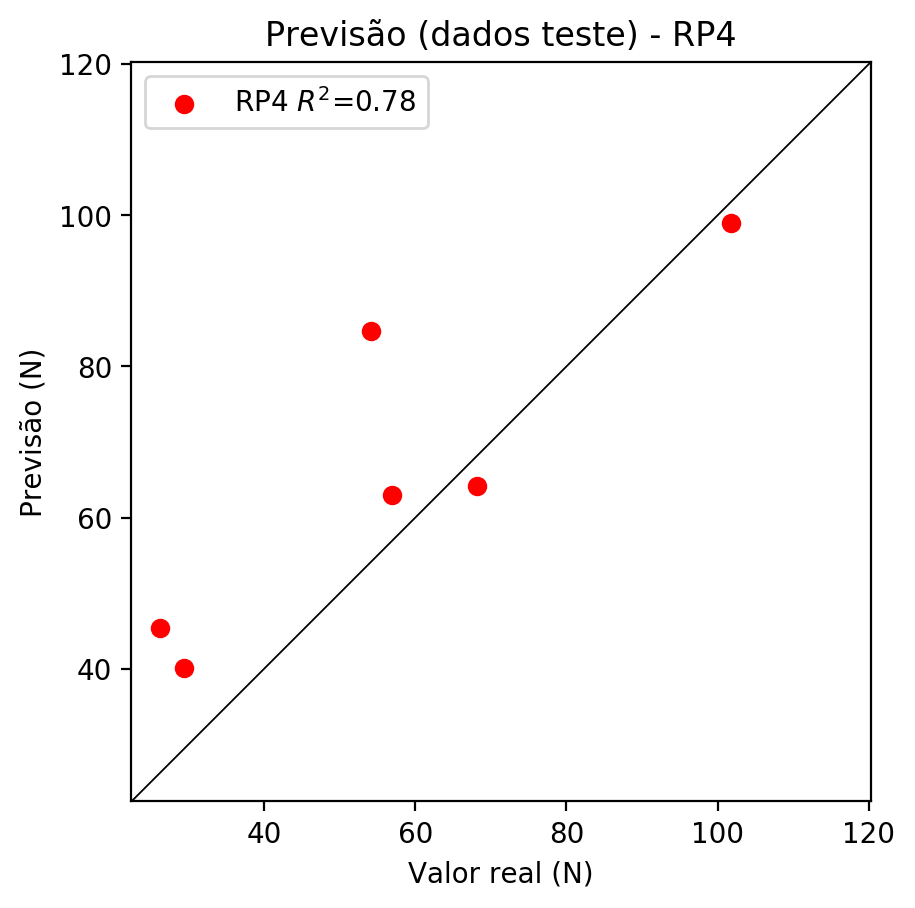 Previsão (dados teste) - RP4
RP4 R²=0.78
120
100
80
60
40
Previsão (N)
40 60 80 100 120
Valor real (N)